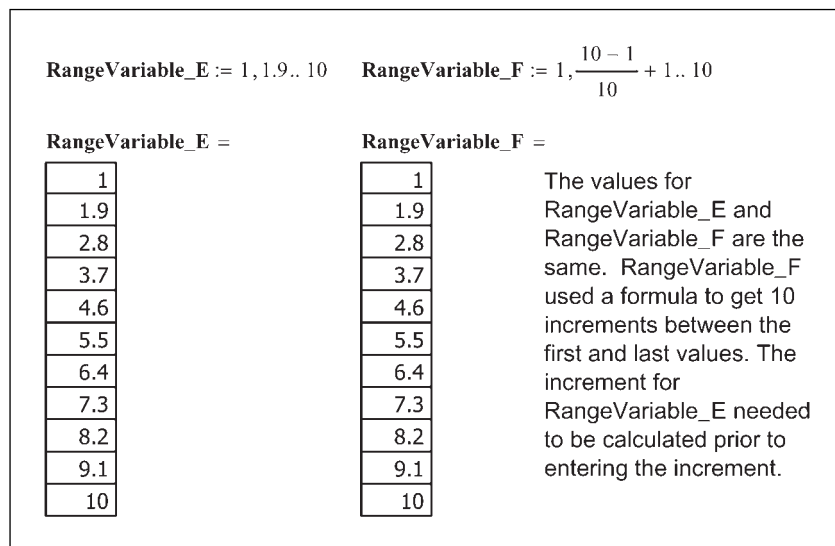 RangeVariable_E := 1, 1.9 .. 10    RangeVariable_F := 1, (10 − 1)/10 + 1 .. 10
RangeVariable_E =    RangeVariable_F =
1    1
1.9    1.9
2.8    2.8
3.7    3.7
4.6    4.6
5.5    5.5
6.4    6.4
7.3    7.3
8.2    8.2
9.1    9.1
10    10
The values for
RangeVariable_E and
RangeVariable_F are the
same. RangeVariable_F
used a formula to get 10
increments between the
first and last values. The
increment for
RangeVariable_E needed
to be calculated prior to
entering the increment.